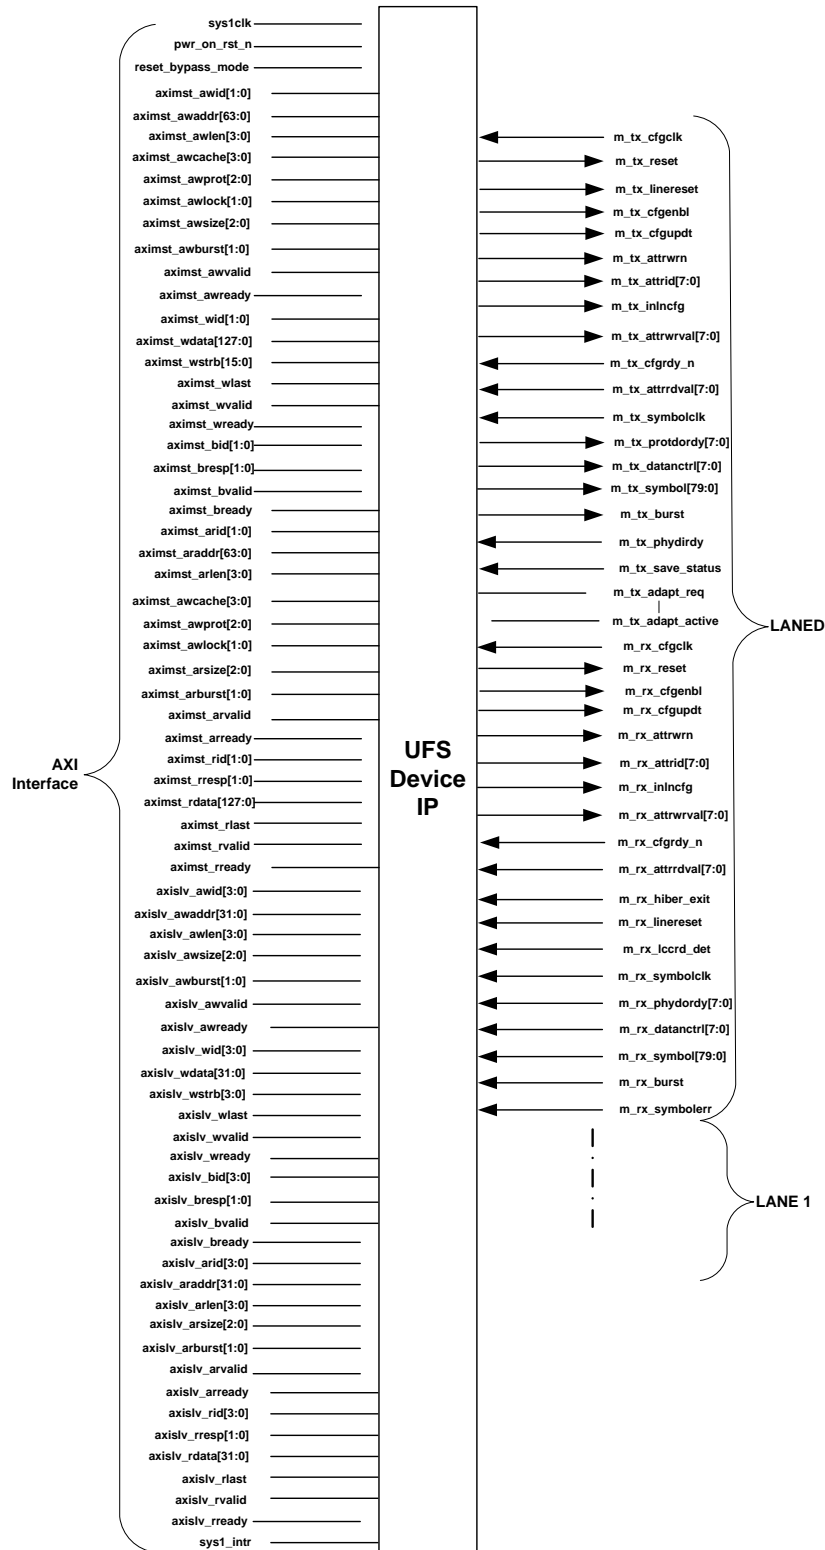 sys1clk
pwr_on_rst_n
reset_bypass_mode
aximst_awid[1:0]
aximst_awaddr[63:0]
aximst_awlen[3:0]
aximst_awcache[3:0]
aximst_awprot[2:0]
aximst_awlock[1:0]
aximst_awsize[2:0]
aximst_awburst[1:0]
aximst_awvalid
aximst_awready
aximst_wid[1:0]
aximst_wdata[127:0]
aximst_wstrb[15:0]
aximst_wlast
aximst_wvalid
aximst_wready
aximst_bid[1:0]
aximst_bresp[1:0]
aximst_bvalid
aximst_bready
aximst_arid[1:0]
aximst_araddr[63:0]
aximst_arlen[3:0]
aximst_awcache[3:0]
aximst_awprot[2:0]
aximst_awlock[1:0]
aximst_arsize[2:0]
aximst_arburst[1:0]
aximst_arvalid
aximst_arready
aximst_rid[1:0]
aximst_rresp[1:0]
aximst_rdata[127:0]
aximst_rlast
aximst_rvalid
aximst_rready
axislv_awid[3:0]
axislv_awaddr[31:0]
axislv_awlen[3:0]
axislv_awsize[2:0]
axislv_awburst[1:0]
axislv_awvalid
axislv_awready
axislv_wid[3:0]
axislv_wdata[31:0]
axislv_wstrb[3:0]
axislv_wlast
axislv_wvalid
axislv_wready
axislv_bid[3:0]
axislv_bresp[1:0]
axislv_bvalid
axislv_bready
axislv_arid[3:0]
axislv_araddr[31:0]
axislv_arlen[3:0]
axislv_arsize[2:0]
axislv_arburst[1:0]
axislv_arvalid
axislv_arready
axislv_rid[3:0]
axislv_rresp[1:0]
axislv_rdata[31:0]
axislv_rlast
axislv_rvalid
axislv_rready
sys1_intr
AXI
Interface
UFS
Device
IP
m_tx_cfgclk
m_tx_reset
m_tx_linereset
m_tx_cfgenbl
m_tx_cfgupdt
m_tx_attrwrn
m_tx_attrid[7:0]
m_tx_inlncfg
m_tx_attrwrval[7:0]
m_tx_cfgrdy_n
m_tx_attrrdval[7:0]
m_tx_symbolclk
m_tx_protdordy[7:0]
m_tx_datanctrl[7:0]
m_tx_symbol[79:0]
m_tx_burst
m_tx_phydirdy
m_tx_save_status
m_tx_adapt_req
m_tx_adapt_active
m_rx_cfgclk
m_rx_reset
m_rx_cfgenbl
m_rx_cfgupdt
m_rx_attrwrn
m_rx_attrid[7:0]
m_rx_inlncfg
m_rx_attrwrval[7:0]
m_rx_cfgrdy_n
m_rx_attrrdval[7:0]
m_rx_hiber_exit
m_rx_linereset
m_rx_lccrd_det
m_rx_symbolclk
m_rx_phydordy[7:0]
m_rx_datanctrl[7:0]
m_rx_symbol[79:0]
m_rx_burst
m_rx_symbolerr
LANED
LANE 1